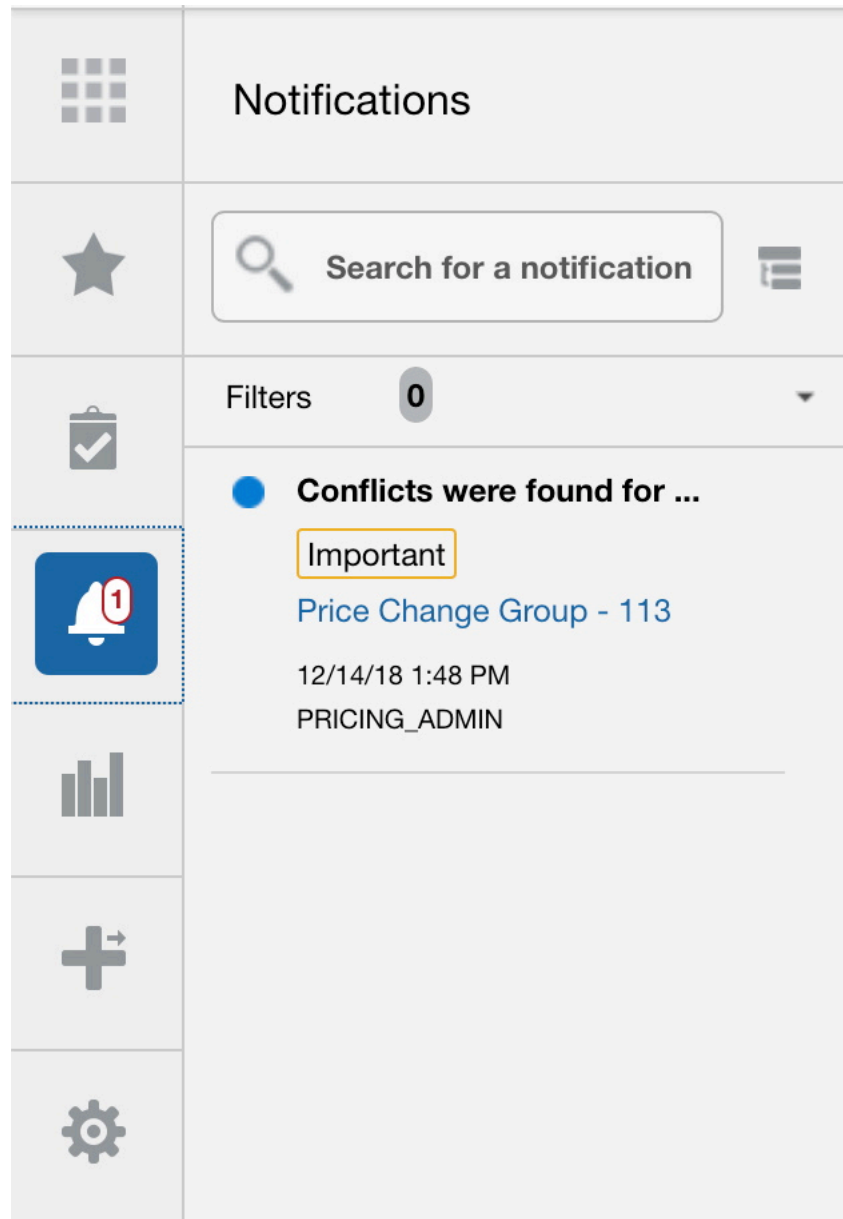 Notifications
Search for a notification
Filters 0
Conflicts were found for ...
Important
1
Price Change Group - 113
12/14/18 1:48 PM
PRICING_ADMIN